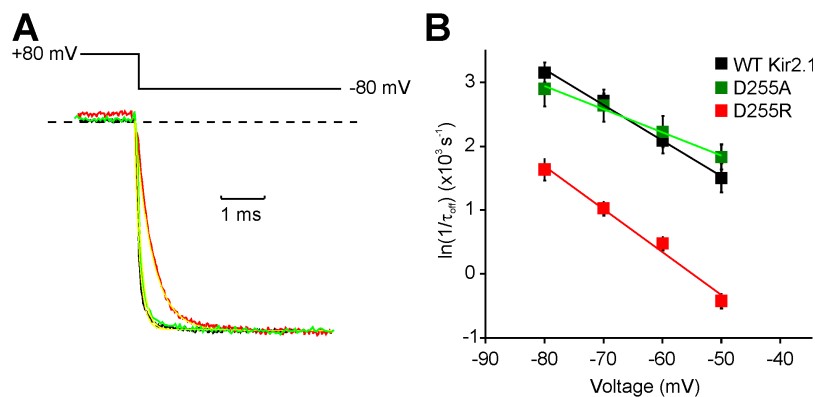 A
+80 mV
-80 mV
1 ms
B
WT Kir2.1
D255A
D255R
ln(1/τoff) (x10³ s⁻¹)
3
2
1
0
-1
-90
-80
-70
-60
-50
-40
Voltage (mV)